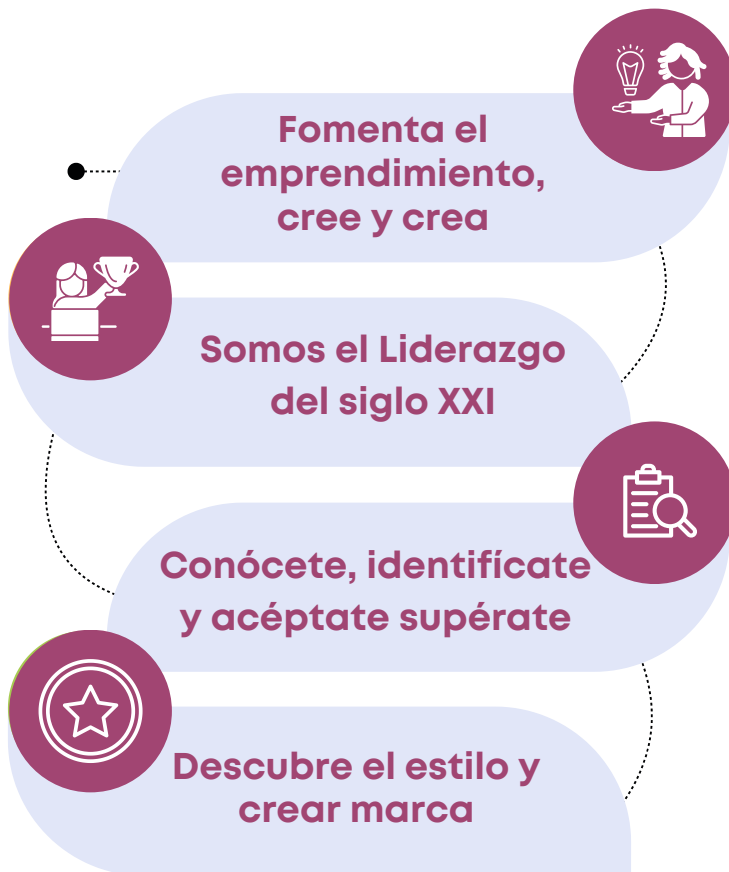 Fomenta el
emprendimiento,
cree y crea
Somos el Liderazgo
del siglo XXI
Conócete, identifícate
y acéptate supérate
Descubre el estilo y
crear marca